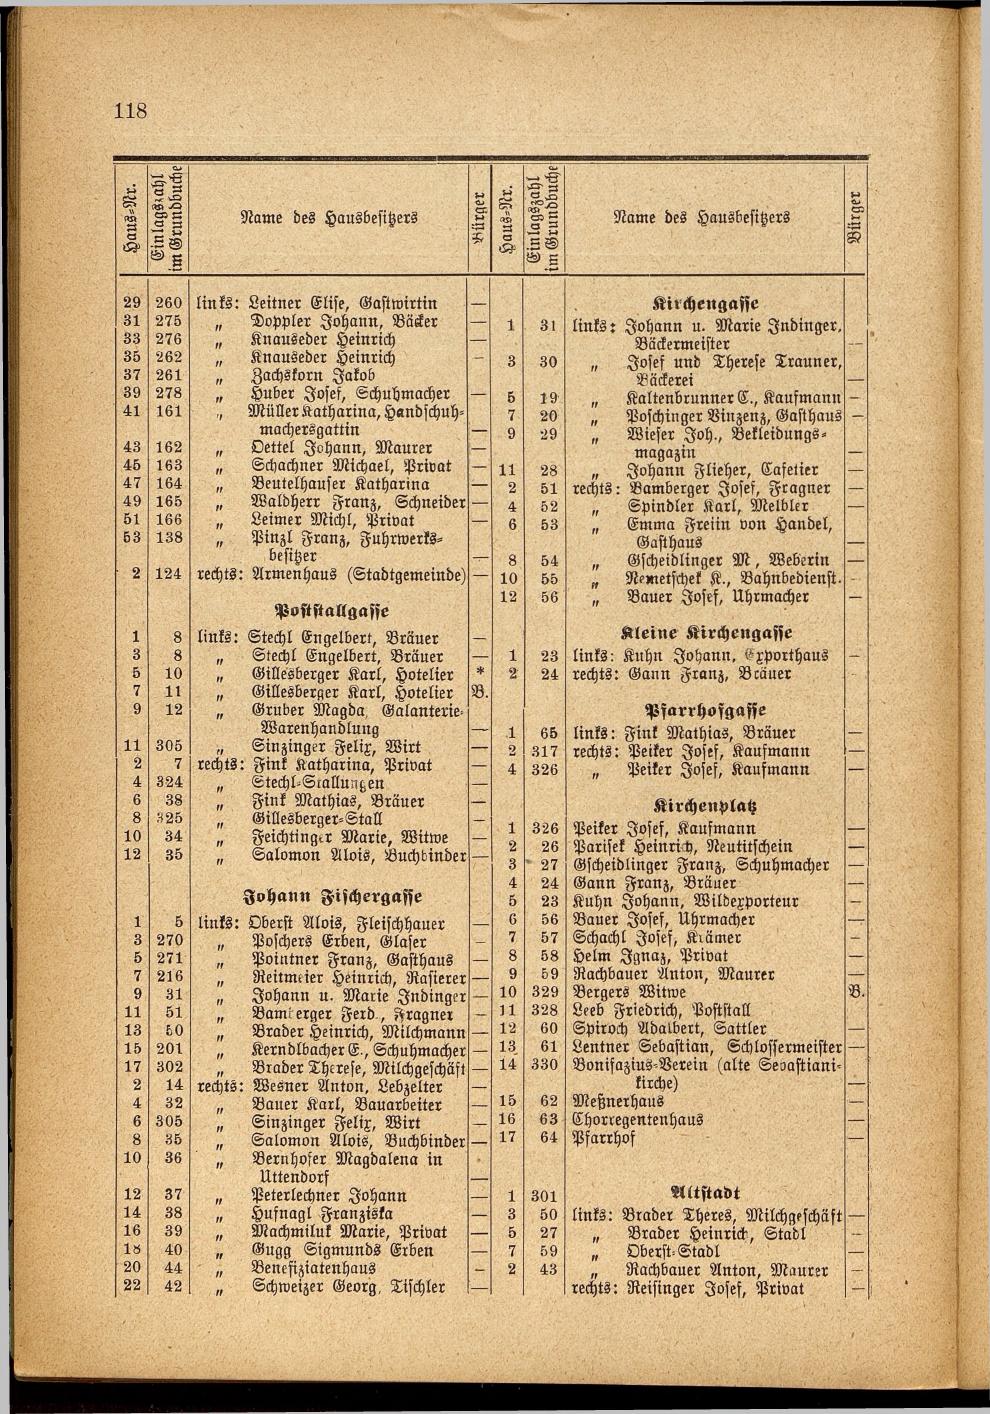 118
Haus-Nr. Einlagszahl im Grundbuche Name des Hausbesitzers Bürger
29 260 links: Leitner Elise, Gastwirtin —
31 275 „ Doppler Johann, Bäcker —
33 276 „ Knauseder Heinrich —
35 262 „ Knauseder Heinrich —
37 261 „ Zachskorn Jakob
39 278 „ Huber Josef, Schuhmacher —
41 161 „ Müller Katharina, Handschuh-
machersgattin —
43 162 „ Oettel Johann, Maurer —
45 163 „ Schachner Michael, Privat —
47 164 „ Beutelhauser Katharina —
49 165 „ Waldherr Franz, Schneider —
51 166 „ Leimer Michl, Privat —
53 138 „ Pinzl Franz, Fuhrwerks-
besitzer —
2 124 rechts: Armenhaus (Stadtgemeinde) —
Poststallgasse
1 8 links: Stechl Engelbert, Bräuer —
3 8 „ Stechl Engelbert, Bräuer —
5 10 „ Gillesberger Karl, Hotelier *
7 11 „ Gillesberger Karl, Hotelier B.
9 12 „ Gruber Magda, Galanterie-
Warenhandlung —
11 305 „ Sinzinger Felix, Wirt —
2 7 rechts: Fink Katharina, Privat —
4 324 „ Stechl-Stallungen —
6 38 „ Fink Mathias, Bräuer —
8 325 „ Gillesberger-Stall —
10 34 „ Feichtinger Marie, Witwe —
12 35 „ Salomon Alois, Buchbinder —
Johann Fischergasse
1 5 links: Oberst Alois, Fleischhauer —
3 270 „ Poschers Erben, Glaser —
5 271 „ Pointner Franz, Gasthaus —
7 216 „ Reitmeier Heinrich, Rasierer —
9 31 „ Johann u. Marie Indinger —
11 51 „ Bamberger Ferd., Fragner —
13 50 „ Brader Heinrich, Milchmann —
15 201 „ Kerndlbacher E., Schuhmacher —
17 302 „ Brader Therese, Milchgeschäft —
2 14 rechts: Wesner Anton, Lebzelter —
4 32 „ Bauer Karl, Bauarbeiter —
6 305 „ Sinzinger Felix, Wirt —
8 35 „ Salomon Alois, Buchbinder —
10 36 „ Bernhofer Magdalena in
Uttendorf —
12 37 „ Peterlechner Johann —
14 38 „ Hufnagl Franziska —
16 39 „ Machmiluk Marie, Privat —
18 40 „ Gugg Sigmunds Erben —
20 44 „ Benefiziatenhaus —
22 42 „ Schweizer Georg, Tischler —
Haus-Nr. Einlagszahl im Grundbuche Name des Hausbesitzers Bürger
Kirchengasse
1 31 links: Johann u. Marie Indinger,
Bäckermeister —
3 30 „ Josef und Therese Trauner,
Bäckerei —
5 19 „ Kaltenbrunner C., Kaufmann —
7 20 „ Poschinger Vinzenz, Gasthaus —
9 29 „ Wieser Joh., Bekleidungs-
magazin —
11 28 „ Johann Flieher, Cafetier —
2 51 rechts: Bamberger Josef, Fragner —
4 52 „ Spindler Karl, Melbler —
6 53 „ Emma Freiin von Handel,
Gasthaus —
8 54 „ Gscheidlinger M., Weberin —
10 55 „ Nemetschek K., Bahnbedienst. —
12 56 „ Bauer Josef, Uhrmacher —
Kleine Kirchengasse
1 23 links: Kuhn Johann, Exporthaus —
2 24 rechts: Gann Franz, Bräuer —
Pfarrhofgasse
1 65 links: Fink Mathias, Bräuer —
2 317 rechts: Peiker Josef, Kaufmann —
4 326 „ Peiker Josef, Kaufmann —
Kirchenplatz
1 326 Peiker Josef, Kaufmann —
2 26 Parisek Heinrich, Neutitschein —
3 27 Gscheidlinger Franz, Schuhmacher —
4 24 Gann Franz, Bräuer —
5 23 Kuhn Johann, Wildexporteur —
6 56 Bauer Josef, Uhrmacher —
7 57 Schachl Josef, Krämer —
8 58 Helm Ignaz, Privat —
9 59 Rachbauer Anton, Maurer —
10 329 Bergers Witwe B.
11 328 Leeb Friedrich, Poststall —
12 60 Spiroch Adalbert, Sattler —
13 61 Lentner Sebastian, Schlossermeister —
14 330 Bonifazius-Verein (alte Sebastiani-
kirche) —
15 62 Meßnerhaus —
16 63 Chorregentenhaus —
17 64 Pfarrhof —
Altstadt
1 301
3 50 links: Brader Theres, Milchgeschäft —
5 27 „ Brader Heinrich, Stadl —
7 59 „ Oberst-Stadl —
2 43 „ Rachbauer Anton, Maurer —
rechts: Reisinger Josef, Privat —